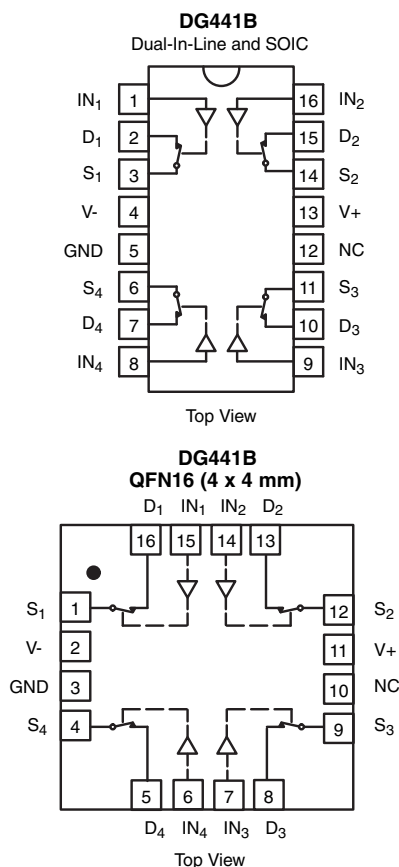 DG441B
Dual-In-Line and SOIC
IN1 1 16 IN2
D1 2 15 D2
S1 3 14 S2
V- 4 13 V+
GND 5 12 NC
S4 6 11 S3
D4 7 10 D3
IN4 8 9 IN3
Top View
DG441B
QFN16 (4 x 4 mm)
D1 IN1 IN2 D2
16 15 14 13
S1 1 12 S2
V- 2 11 V+
GND 3 10 NC
S4 4 9 S3
5 6 7 8
D4 IN4 IN3 D3
Top View